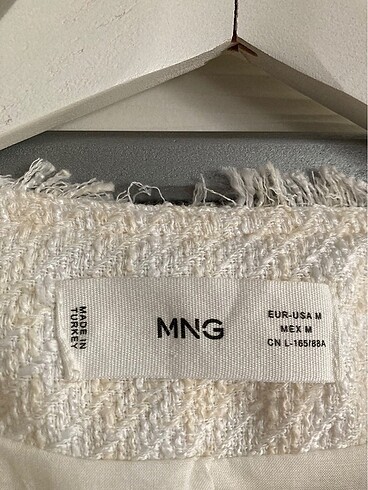 MADE IN
TURKEY
MNG
EUR-USA M
MEX M
CN L-165/88A